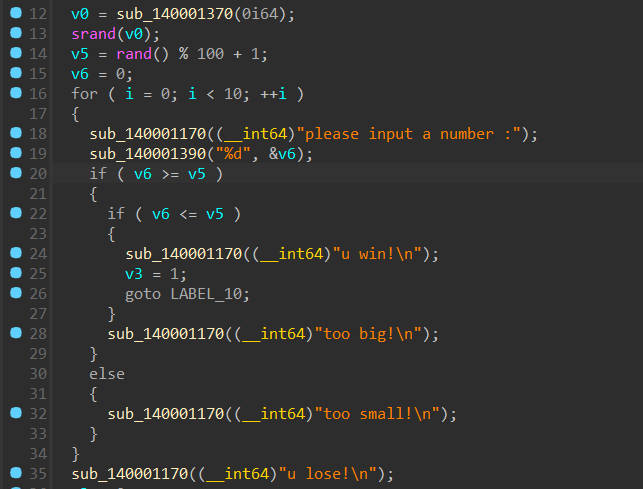 12 v0 = sub_140001370(0i64);
13 srand(v0);
14 v5 = rand() % 100 + 1;
15 v6 = 0;
16 for ( i = 0; i < 10; ++i )
17 {
18 sub_140001170((__int64)"please input a number :");
19 sub_140001390("%d", &v6);
20 if ( v6 >= v5 )
21 {
22 if ( v6 <= v5 )
23 {
24 sub_140001170((__int64)"u win!\n");
25 v3 = 1;
26 goto LABEL_10;
27 }
28 sub_140001170((__int64)"too big!\n");
29 }
30 else
31 {
32 sub_140001170((__int64)"too small!\n");
33 }
34 }
35 sub_140001170((__int64)"u lose!\n");